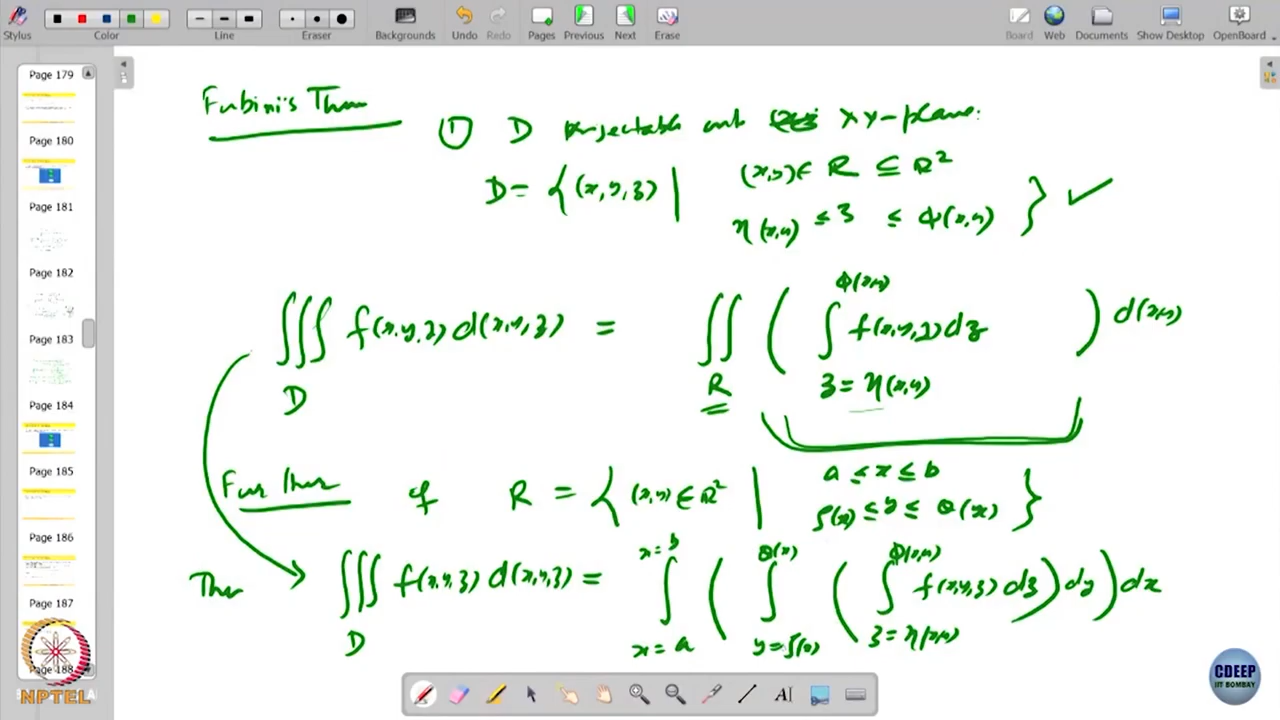 Stylus Color Line Eraser Backgrounds Undo Redo Pages Previous Next Erase Board Web Documents Show Desktop OpenBoard
Page 179
Page 180
Page 181
Page 182
Page 183
Page 184
Page 185
Page 186
Page 187
Page 188
Fubini's Thm
① D projectable onto xy-plane:
D = { (x,y,z) | (x,y) ∈ R ⊆ ℝ²
η(x,y) ≤ z ≤ φ(x,y) } ✓
∭_D f(x,y,z) d(x,y,z) = ∬_R ( ∫_{z=η(x,y)}^{φ(x,y)} f(x,y,z) dz ) d(x,y)
Further if R = { (x,y) ∈ ℝ² | a ≤ x ≤ b
ζ(x) ≤ y ≤ θ(x) }
Then ∭_D f(x,y,z) d(x,y,z) = ∫_{x=a}^{x=b} ( ∫_{y=ζ(x)}^{θ(x)} ( ∫_{z=η(x,y)}^{φ(x,y)} f(x,y,z) dz ) dy ) dx
NPTEL
CDEEP
IIT BOMBAY